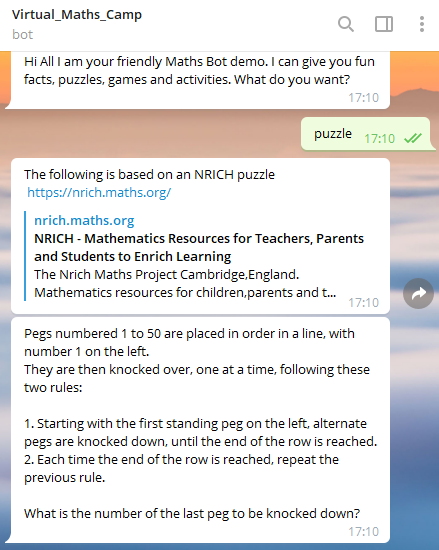 Virtual_Maths_Camp
bot
Hi All I am your friendly Maths Bot demo. I can give you fun
facts, puzzles, games and activities. What do you want?
17:10
puzzle 17:10
The following is based on an NRICH puzzle
https://nrich.maths.org/
nrich.maths.org
NRICH - Mathematics Resources for Teachers, Parents
and Students to Enrich Learning
The Nrich Maths Project Cambridge,England.
Mathematics resources for children,parents and t...
17:10
Pegs numbered 1 to 50 are placed in order in a line, with
number 1 on the left.
They are then knocked over, one at a time, following these
two rules:
1. Starting with the first standing peg on the left, alternate
pegs are knocked down, until the end of the row is reached.
2. Each time the end of the row is reached, repeat the
previous rule.
What is the number of the last peg to be knocked down?
17:10